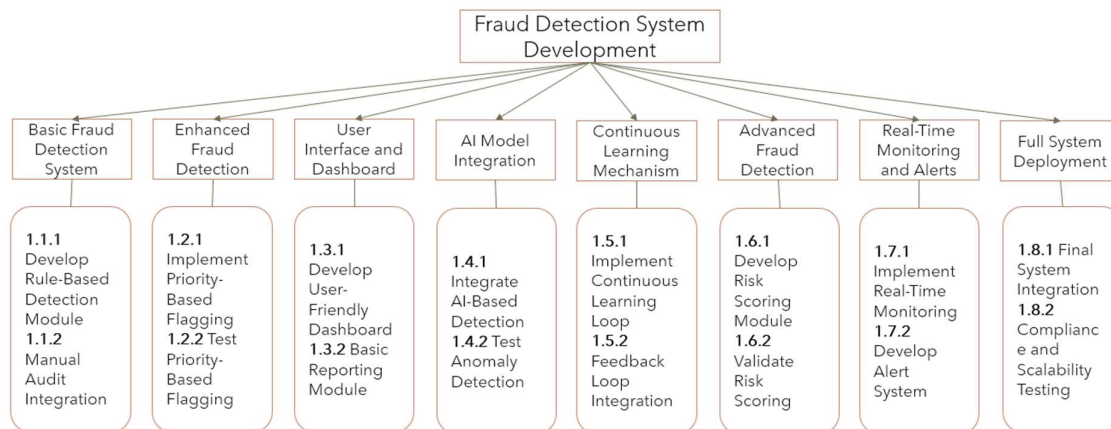 Fraud Detection System
Development
Basic Fraud
Detection
System
Enhanced
Fraud
Detection
User
Interface and
Dashboard
AI Model
Integration
Continuous
Learning
Mechanism
Advanced
Fraud
Detection
Real-Time
Monitoring
and Alerts
Full System
Deployment
1.1.1
Develop
Rule-Based
Detection
Module
1.1.2
Manual
Audit
Integration
1.2.1
Implement
Priority-
Based
Flagging
1.2.2 Test
Priority-
Based
Flagging
1.3.1
Develop
User-
Friendly
Dashboard
1.3.2 Basic
Reporting
Module
1.4.1
Integrate
AI-Based
Detection
1.4.2 Test
Anomaly
Detection
1.5.1
Implement
Continuous
Learning
Loop
1.5.2
Feedback
Loop
Integration
1.6.1
Develop
Risk
Scoring
Module
1.6.2
Validate
Risk
Scoring
1.7.1
Implement
Real-Time
Monitoring
1.7.2
Develop
Alert
System
1.8.1 Final
System
Integration
1.8.2
Complianc
e and
Scalability
Testing